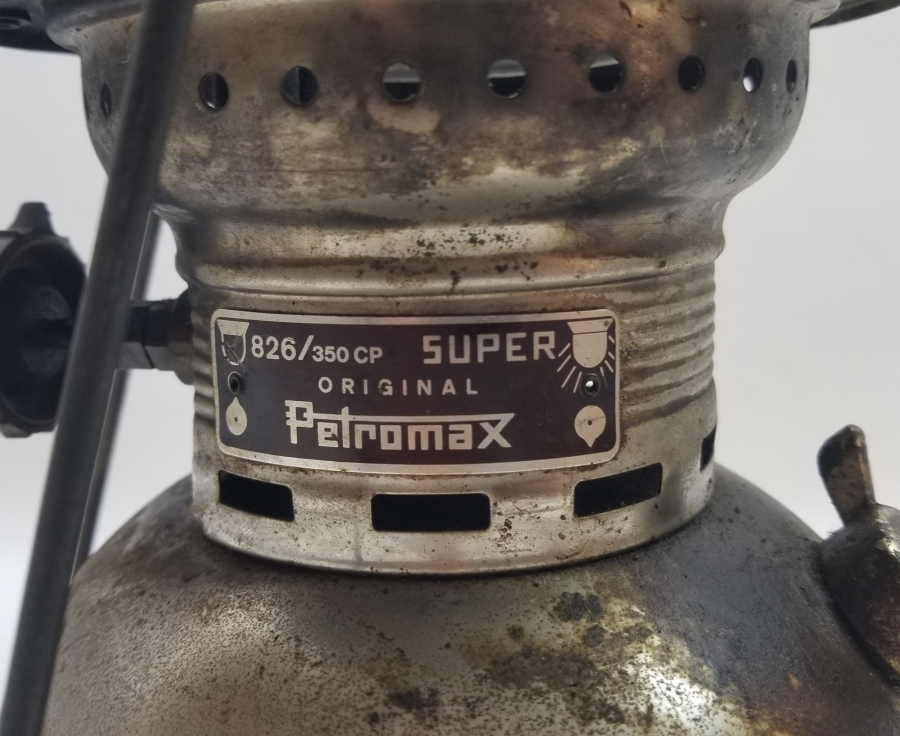 826/350 CP SUPER
ORIGINAL
Petromax